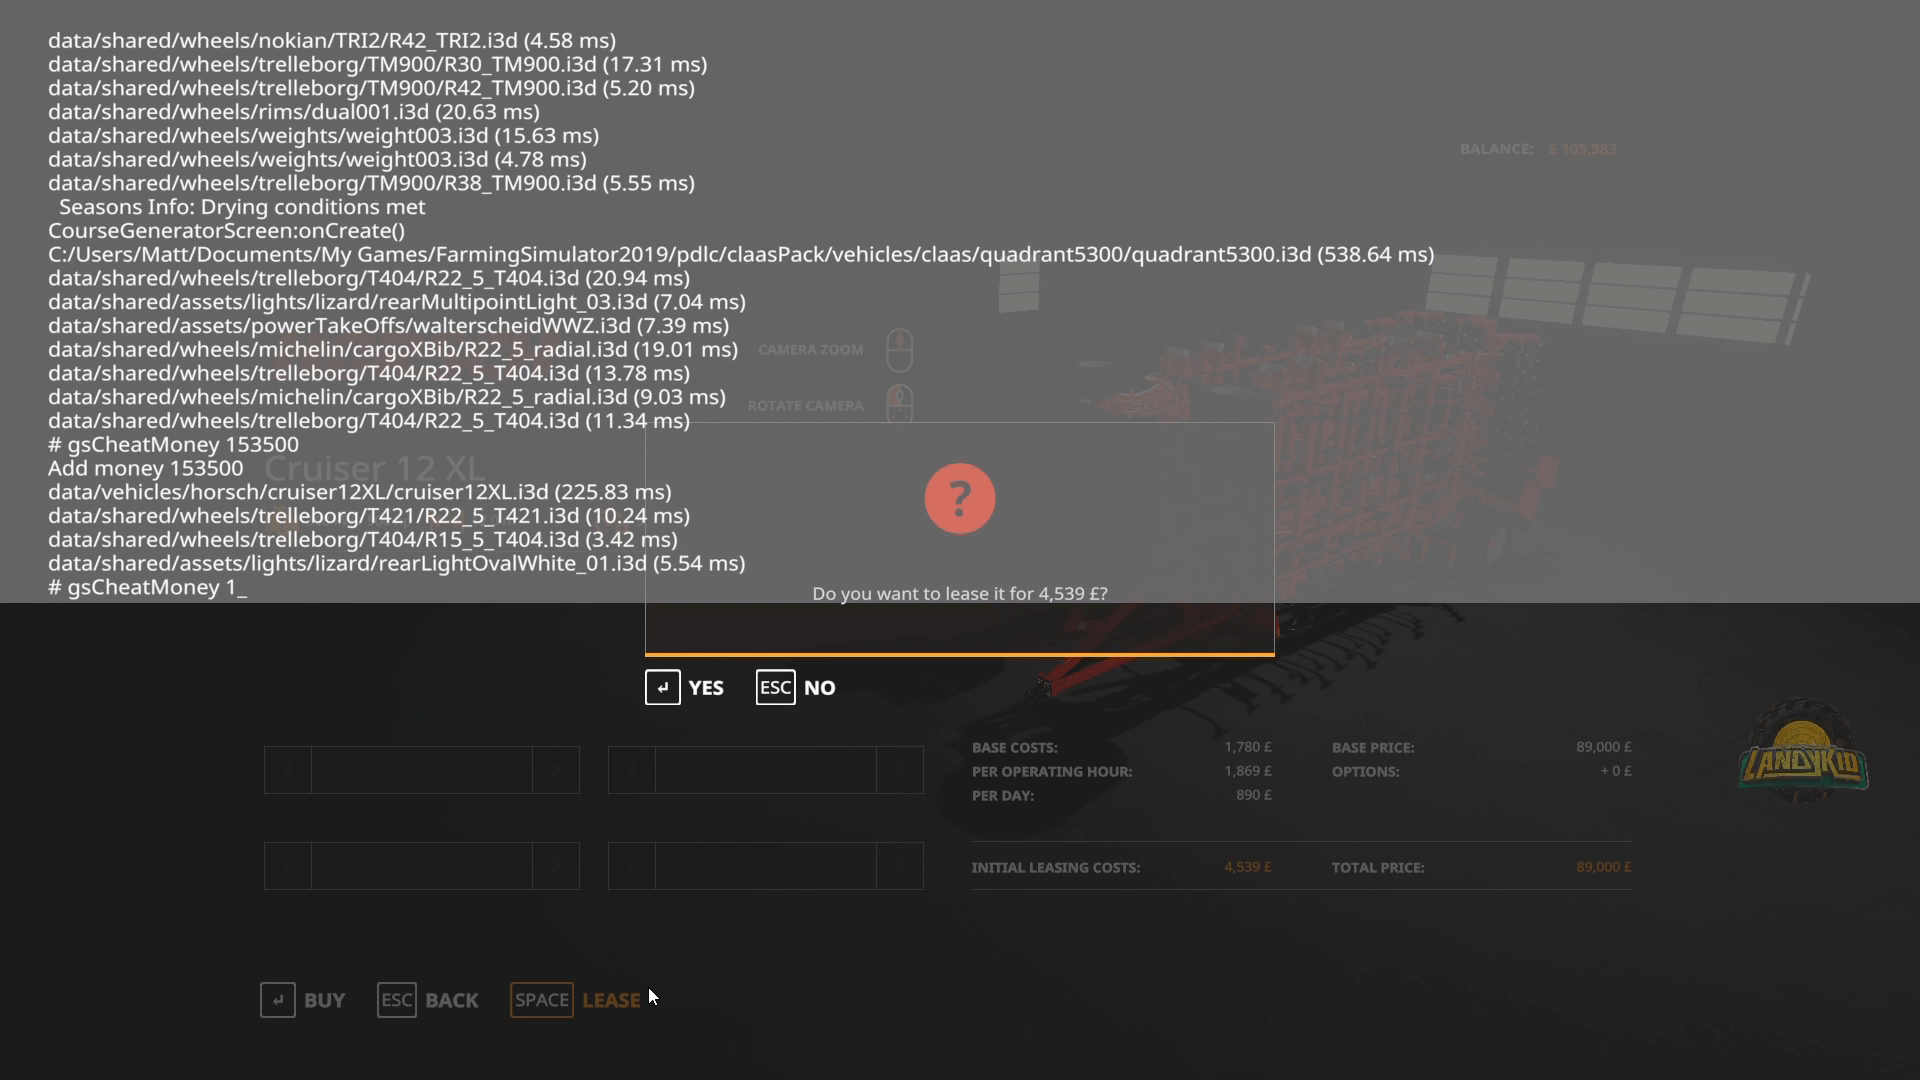 data/shared/wheels/nokian/TRI2/R42_TRI2.i3d (4.58 ms)
data/shared/wheels/trelleborg/TM900/R30_TM900.i3d (17.31 ms)
data/shared/wheels/trelleborg/TM900/R42_TM900.i3d (5.20 ms)
data/shared/wheels/rims/dual001.i3d (20.63 ms)
data/shared/wheels/weights/weight003.i3d (15.63 ms)
data/shared/wheels/weights/weight003.i3d (4.78 ms)
data/shared/wheels/trelleborg/TM900/R38_TM900.i3d (5.55 ms)
Seasons Info: Drying conditions met
CourseGeneratorScreen:onCreate()
C:/Users/Matt/Documents/My Games/FarmingSimulator2019/pdlc/claasPack/vehicles/claas/quadrant5300/quadrant5300.i3d (538.64 ms)
data/shared/wheels/trelleborg/T404/R22_5_T404.i3d (20.94 ms)
data/shared/assets/lights/lizard/rearMultipointLight_03.i3d (7.04 ms)
data/shared/assets/powerTakeOffs/walterscheidWWZ.i3d (7.39 ms)
data/shared/wheels/michelin/cargoXBib/R22_5_radial.i3d (19.01 ms)
data/shared/wheels/trelleborg/T404/R22_5_T404.i3d (13.78 ms)
data/shared/wheels/michelin/cargoXBib/R22_5_radial.i3d (9.03 ms)
data/shared/wheels/trelleborg/T404/R22_5_T404.i3d (11.34 ms)
# gsCheatMoney 153500
Add money 153500
data/vehicles/horsch/cruiser12XL/cruiser12XL.i3d (225.83 ms)
data/shared/wheels/trelleborg/T421/R22_5_T421.i3d (10.24 ms)
data/shared/wheels/trelleborg/T404/R15_5_T404.i3d (3.42 ms)
data/shared/assets/lights/lizard/rearLightOvalWhite_01.i3d (5.54 ms)
# gsCheatMoney 1_
BALANCE: £ 105,583
CAMERA ZOOM
ROTATE CAMERA
Cruiser 12 XL
?
Do you want to lease it for 4,539 £?
↵ YES ESC NO
BASE COSTS: 1,780 £ BASE PRICE: 89,000 £
PER OPERATING HOUR: 1,869 £ OPTIONS: + 0 £
PER DAY: 890 £
LANDYKID
INITIAL LEASING COSTS: 4,539 £ TOTAL PRICE: 89,000 £
↵ BUY ESC BACK SPACE LEASE